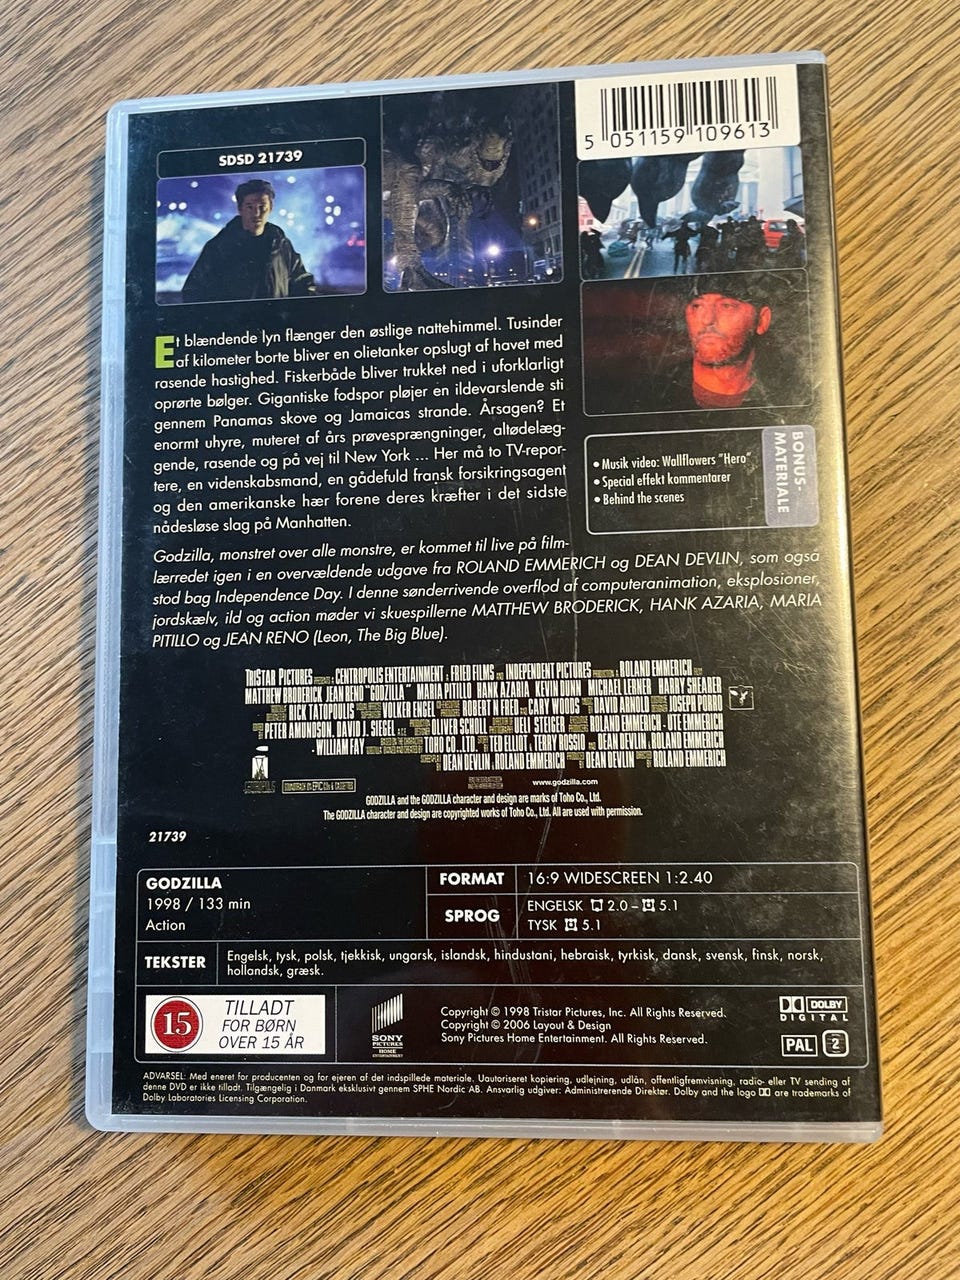 SDSD 21739
5 051159 109613
Et blændende lyn flænger den østlige nattehimmel. Tusinder
af kilometer borte bliver en olietanker opslugt af havet med
rasende hastighed. Fiskerbåde bliver trukket ned i uforklarligt
oprørte bølger. Gigantiske fodspor pløjer en ildevarslende sti
gennem Panamas skove og Jamaicas strande. Årsagen? Et
enormt uhyre, muteret af års prøvesprængninger, altødelæg-
gende, rasende og på vej til New York ... Her må to TV-repor-
tere, en videnskabsmand, en gådefuld fransk forsikringsagent
og den amerikanske hær forene deres kræfter i det sidste
nådesløse slag på Manhatten.
• Musik video: Wallflowers "Hero"
• Special effekt kommentarer
• Behind the scenes
BONUS-
MATERIALE
Godzilla, monstret over alle monstre, er kommet til live på film-
lærredet igen i en overvældende udgave fra ROLAND EMMERICH og DEAN DEVLIN, som også
stod bag Independence Day. I denne sønderrivende overflod af computeranimation, eksplosioner,
jordskælv, ild og action møder vi skuespillerne MATTHEW BRODERICK, HANK AZARIA, MARIA
PITILLO og JEAN RENO (Leon, The Big Blue).
TRISTAR PICTURES CENTROPOLIS ENTERTAINMENT FRIED FILMS INDEPENDENT PICTURES ROLAND EMMERICH
MATTHEW BRODERICK JEAN RENO "GODZILLA" MARIA PITILLO HANK AZARIA KEVIN DUNN MICHAEL LERNER HARRY SHEARER
RICK TATOPOULIS VOLKER ENGEL ROBERT N FRIED CARY WOODS DAVID ARNOLD JOSEPH PORRO
PETER AMUNDSON, DAVID J. SIEGEL OLIVER SCHOLL UELI STEIGER ROLAND EMMERICH UTE EMMERICH
WILLIAM FAY TOHO CO., LTD. TED ELLIOT TERRY ROSSIO DEAN DEVLIN ROLAND EMMERICH
DEAN DEVLIN ROLAND EMMERICH DEAN DEVLIN ROLAND EMMERICH
www.godzilla.com
GODZILLA and the GODZILLA character and design are marks of Toho Co., Ltd.
The GODZILLA character and design are copyrighted works of Toho Co., Ltd. All are used with permission.
21739
GODZILLA
1998 / 133 min
Action
FORMAT 16:9 WIDESCREEN 1:2.40
SPROG ENGELSK 2.0 – 5.1
TYSK 5.1
TEKSTER Engelsk, tysk, polsk, tjekkisk, ungarsk, islandsk, hindustani, hebraisk, tyrkisk, dansk, svensk, finsk, norsk,
hollandsk, græsk.
15 TILLADT
FOR BØRN
OVER 15 ÅR
SONY
PICTURES
HOME
ENTERTAINMENT
Copyright © 1998 Tristar Pictures, Inc. All Rights Reserved.
Copyright © 2006 Layout & Design
Sony Pictures Home Entertainment. All Rights Reserved.
DOLBY
DIGITAL
PAL 2
ADVARSEL: Med eneret for producenten og for ejeren af det indspillede materiale. Uautoriseret kopiering, udlejning, udlån, offentligfremvisning, radio- eller TV sending af
denne DVD er ikke tilladt. Tilgængelig i Danmark eksklusivt gennem SPHE Nordic AB. Ansvarlig udgiver: Administrerende Direktør. Dolby and the logo are trademarks of
Dolby Laboratories Licensing Corporation.